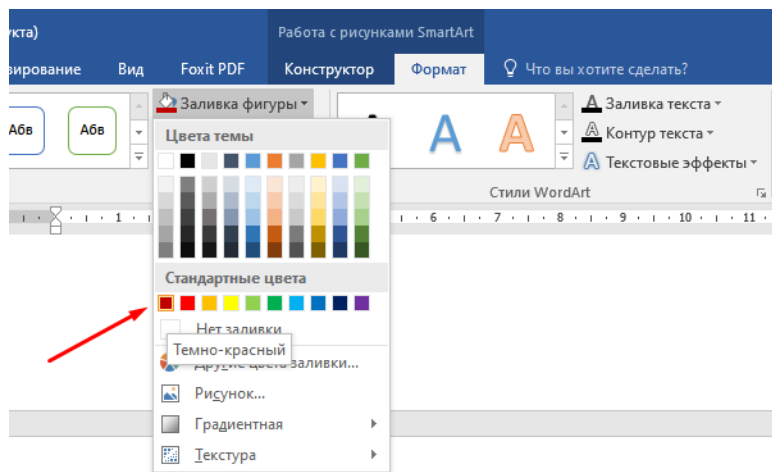 укта)
Работа с рисунками SmartArt
зирование Вид Foxit PDF Конструктор Формат Что вы хотите сделать?
Абв Абв
Заливка фигуры
Цвета темы
A A
Заливка текста
Контур текста
Текстовые эффекты
Стили WordArt
1 6 7 8 9 10 11
Стандартные цвета
Нет заливки
Темно-красный
Другие цвета заливки...
Рисунок...
Градиентная
Текстура